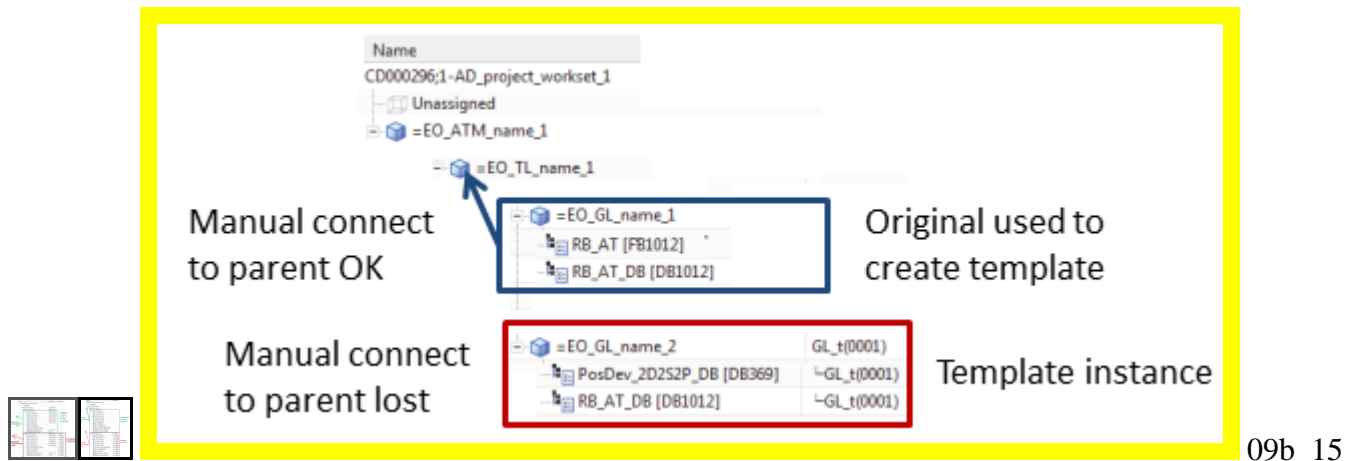 Name
CD000296;1-AD_project_workset_1
Unassigned
=EO_ATM_name_1
=EO_TL_name_1
Manual connect
to parent OK
=EO_GL_name_1
RB_AT [FB1012]
RB_AT_DB [DB1012]
Original used to
create template
Manual connect
to parent lost
=EO_GL_name_2 GL_t(0001)
PosDev_2D2S2P_DB [DB369] GL_t(0001)
RB_AT_DB [DB1012] GL_t(0001)
Template instance
09b_15